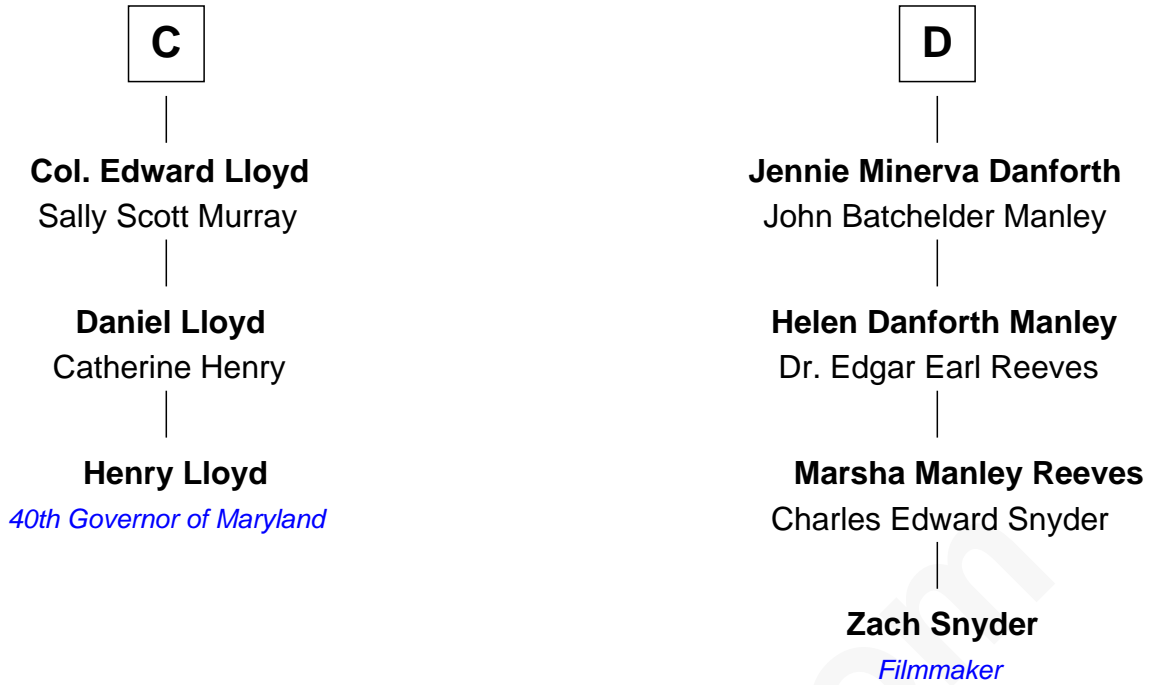 C
Col. Edward Lloyd
Sally Scott Murray
Daniel Lloyd
Catherine Henry
Henry Lloyd
40th Governor of Maryland
D
Jennie Minerva Danforth
John Batchelder Manley
Helen Danforth Manley
Dr. Edgar Earl Reeves
Marsha Manley Reeves
Charles Edward Snyder
Zach Snyder
Filmmaker